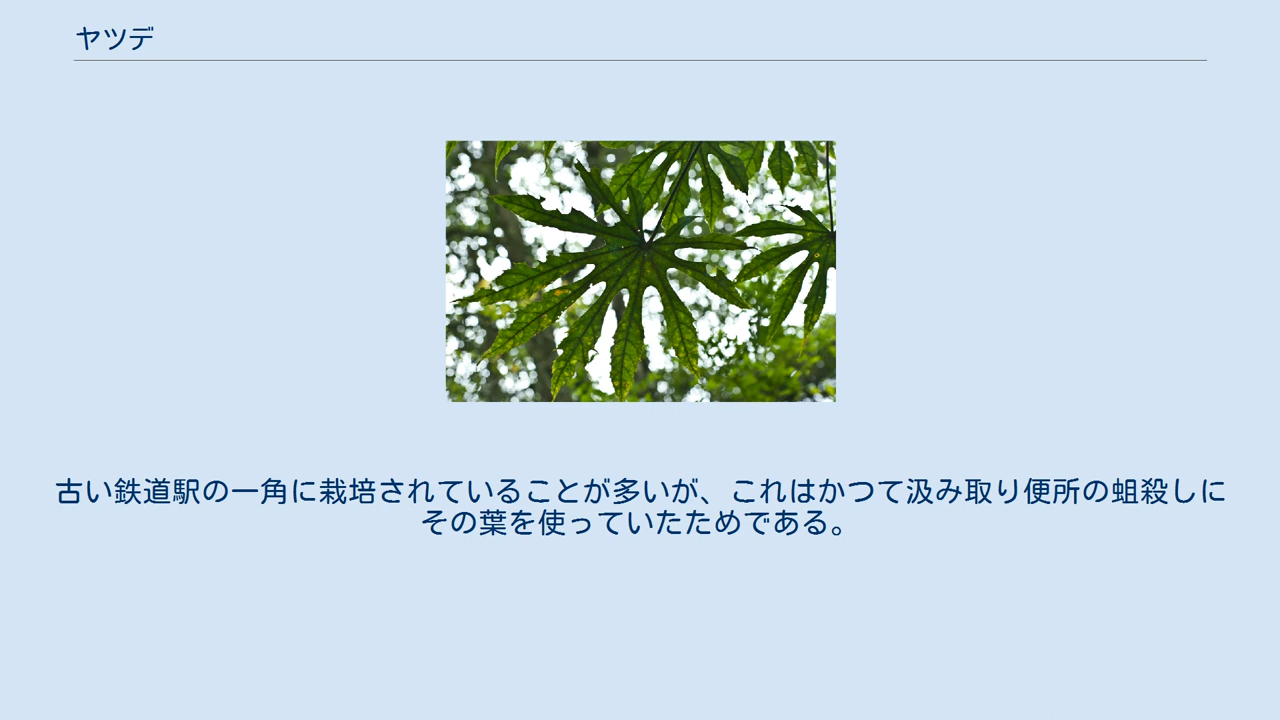 ヤツデ
古い鉄道駅の一角に栽培されていることが多いが、これはかつて汲み取り便所の蛆殺しに
その葉を使っていたためである。